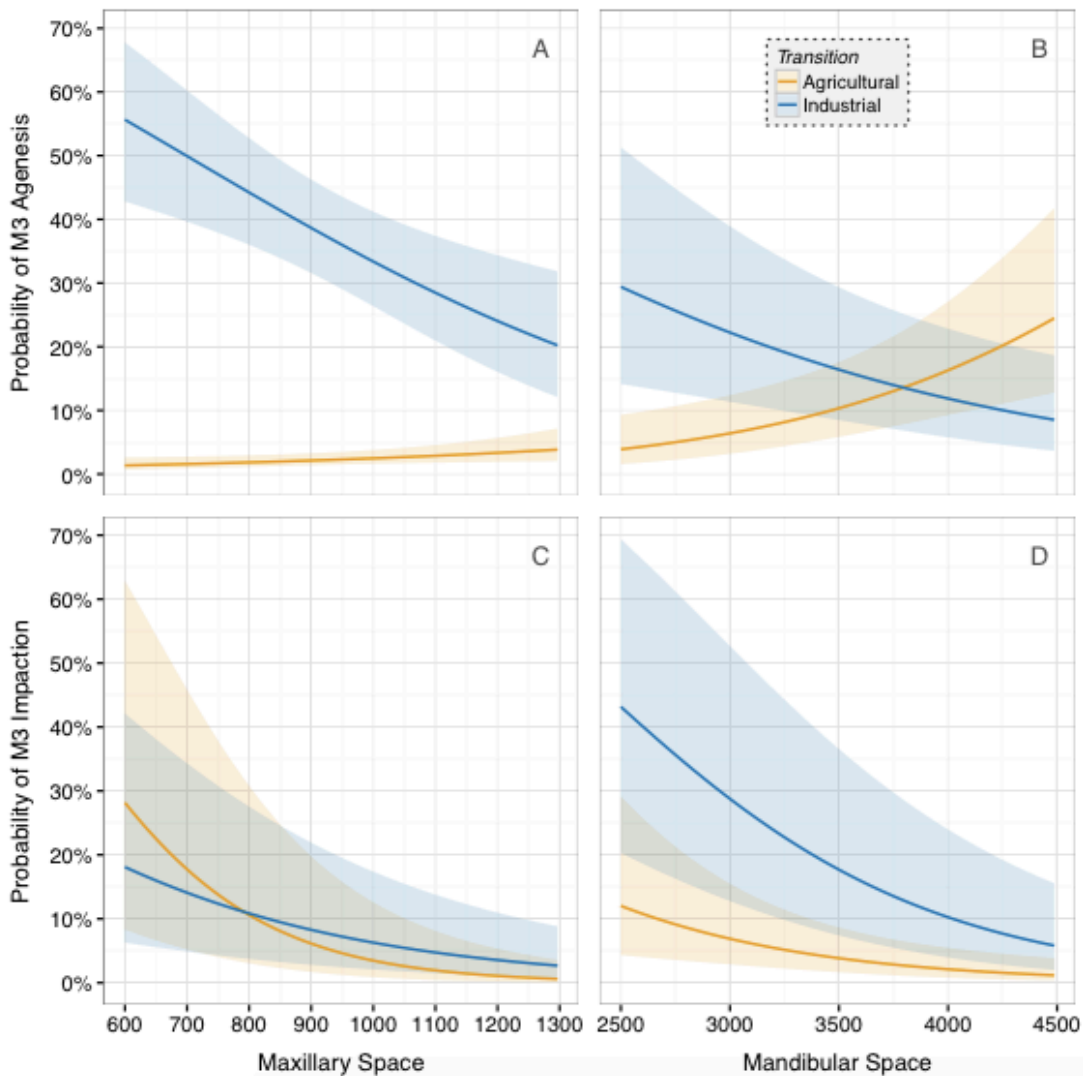 A
B
Transition
Agricultural
Industrial
Probability of M3 Agenesis
70%
60%
50%
40%
30%
20%
10%
0%
C
D
Probability of M3 Impaction
70%
60%
50%
40%
30%
20%
10%
0%
600 700 800 900 1000 1100 1200 1300
2500 3000 3500 4000 4500
Maxillary Space
Mandibular Space